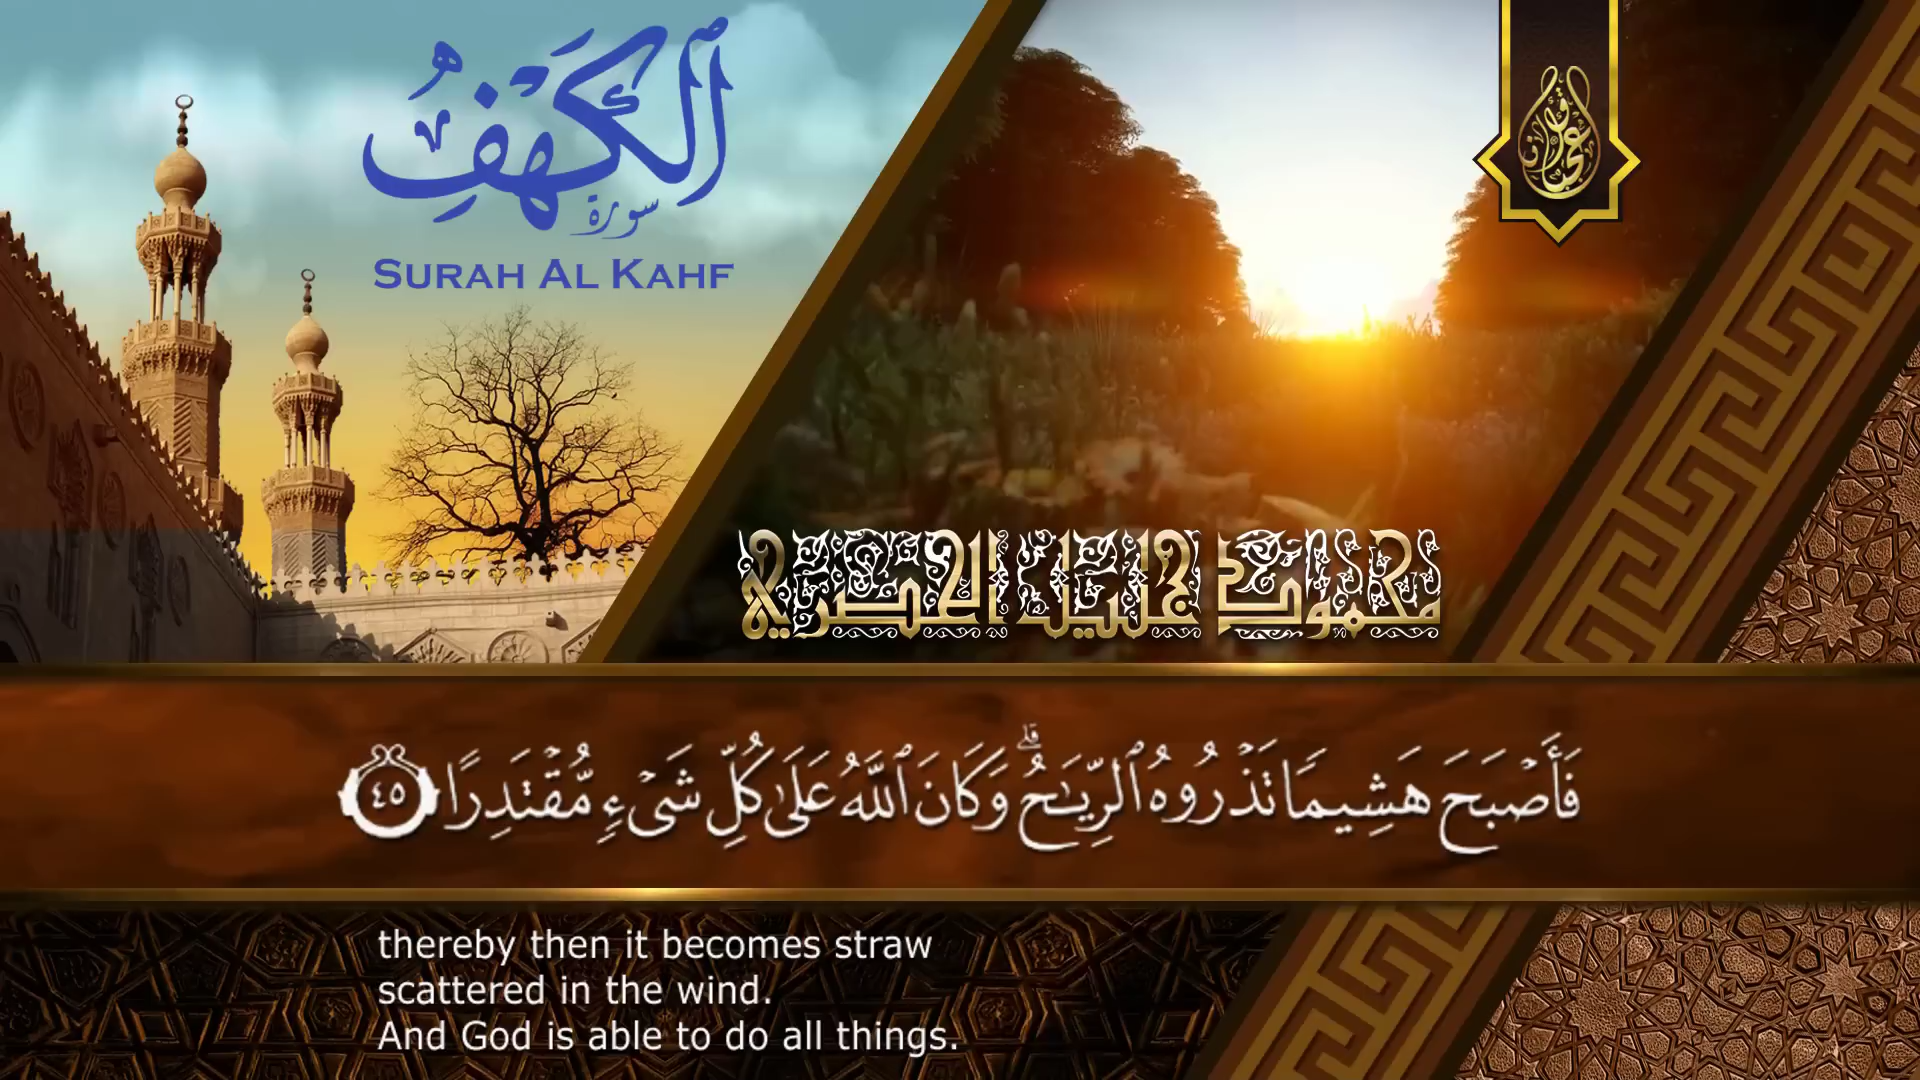 ٱلْكَهْفِ
سورة
SURAH AL KAHF
محمود خليل الحصري
فَأَصْبَحَ هَشِيمًا تَذْرُوهُ ٱلرِّيَـٰحُ ۗ وَكَانَ ٱللَّهُ عَلَىٰ كُلِّ شَىْءٍ مُّقْتَدِرًا ٤٥
thereby then it becomes straw
scattered in the wind.
And God is able to do all things.